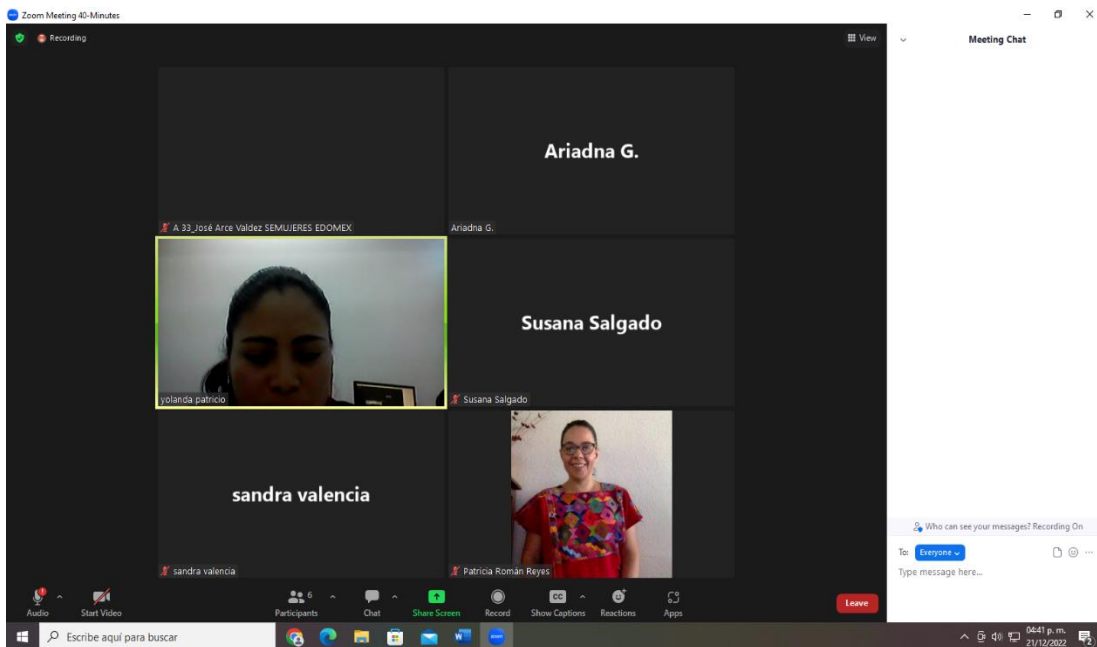 Zoom Meeting 40-Minutes
Recording
View
Meeting Chat
Ariadna G.
A 33_José Arce Valdez SEMUJERES EDOMEX
Ariadna G.
Susana Salgado
yolanda patricio
Susana Salgado
sandra valencia
sandra valencia
Patricia Román Reyes
Who can see your messages? Recording On
To: Everyone
Type message here...
6
CC
Audio
Start Video
Participants
Chat
Share Screen
Record
Show Captions
Reactions
Apps
Leave
Escribe aquí para buscar
04:41 p. m.
21/12/2022